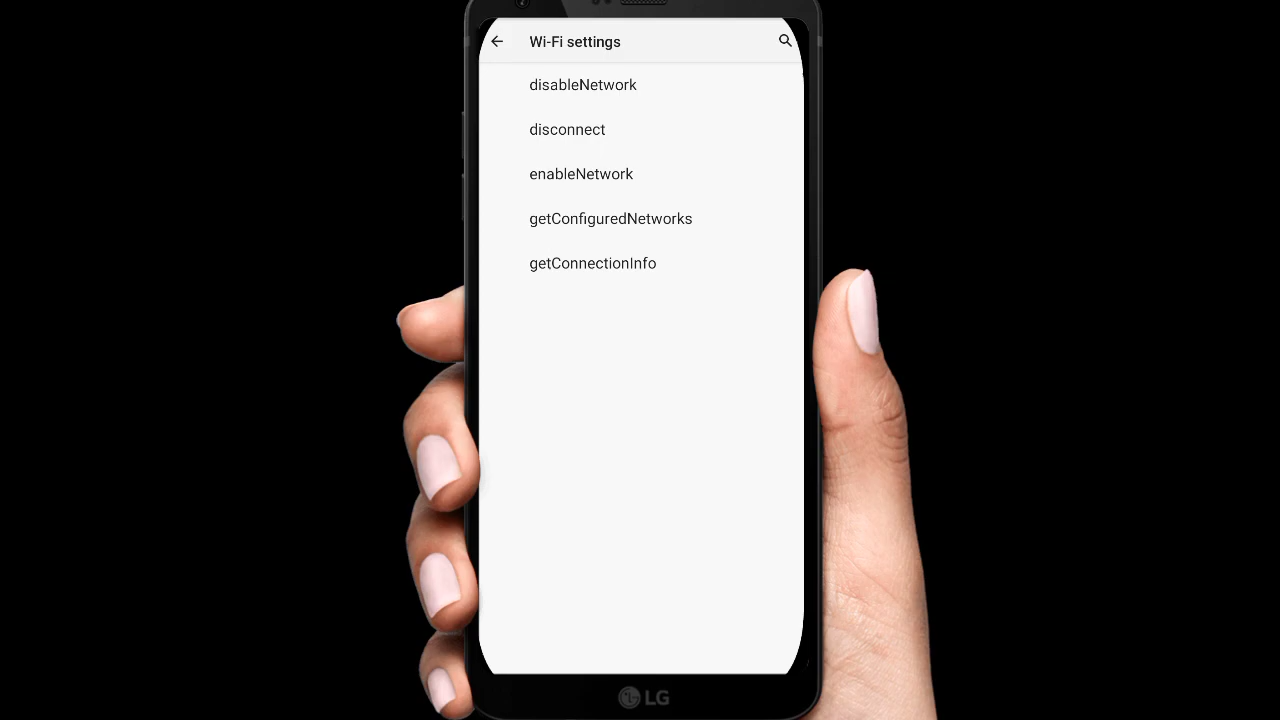 Wi-Fi settings
disableNetwork
disconnect
enableNetwork
getConfiguredNetworks
getConnectionInfo
LG